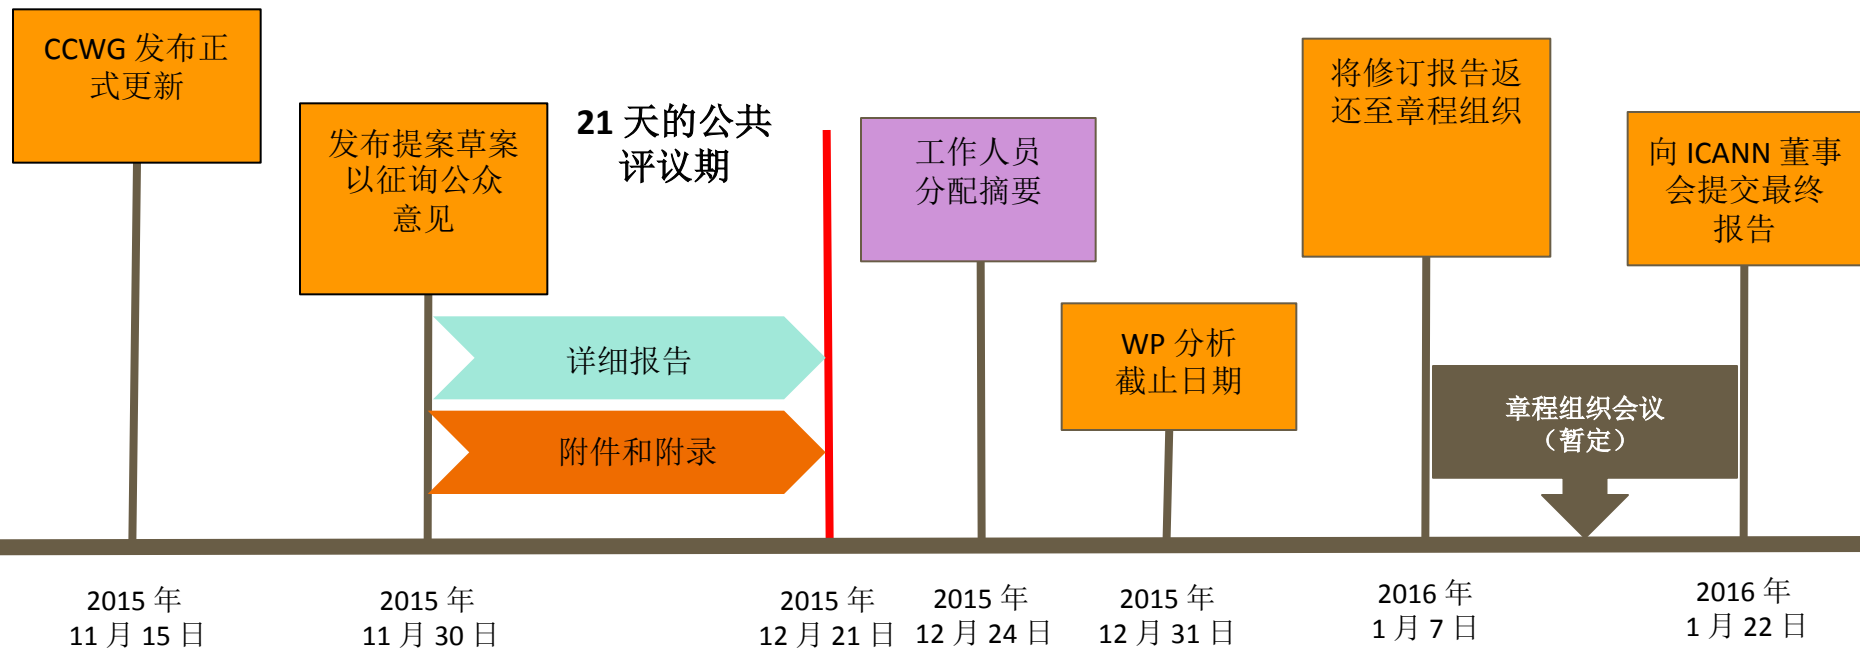 CCWG 发布正
式更新
发布提案草案
以征询公众
意见
21 天的公共
评议期
工作人员
分配摘要
WP 分析
截止日期
将修订报告返
还至章程组织
向 ICANN 董事
会提交最终
报告
详细报告
附件和附录
章程组织会议
（暂定）
2015 年
11 月 15 日
2015 年
11 月 30 日
2015 年
12 月 21 日
2015 年
12 月 24 日
2015 年
12 月 31 日
2016 年
1 月 7 日
2016 年
1 月 22 日